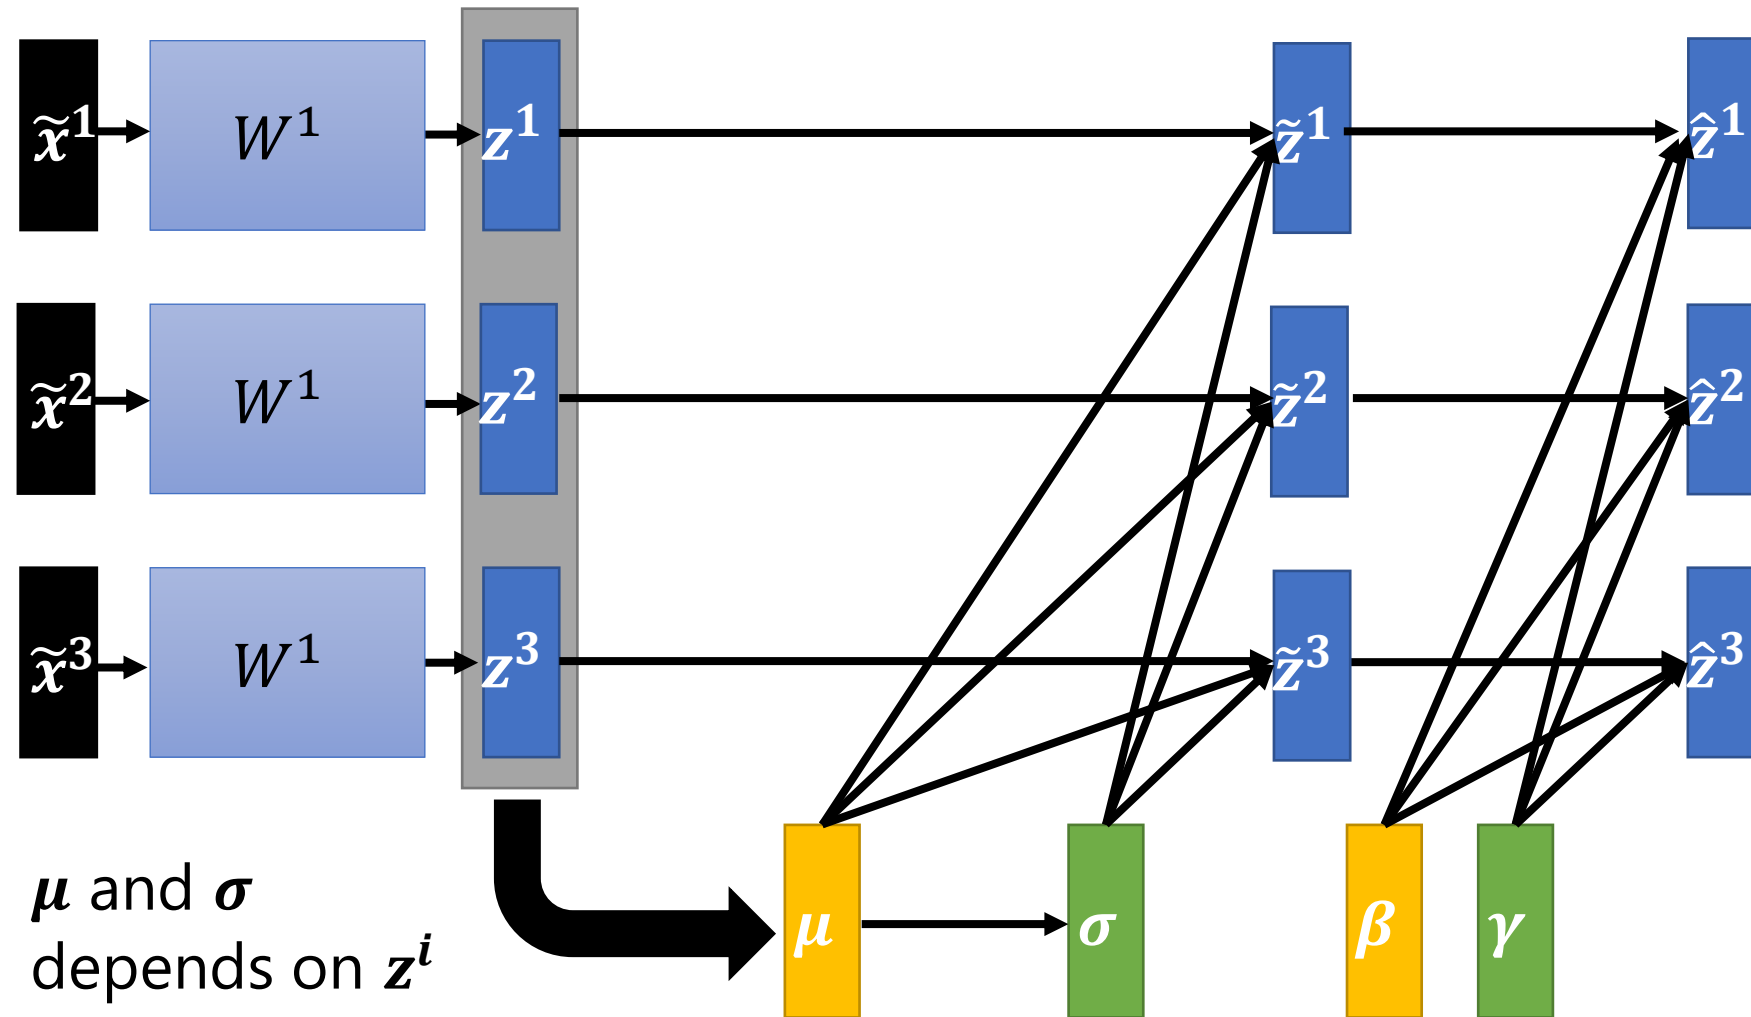 x̃¹ W¹ z¹ z̃¹ ẑ¹
x̃² W¹ z² z̃² ẑ²
x̃³ W¹ z³ z̃³ ẑ³
μ σ β γ
μ and σ
depends on zⁱ